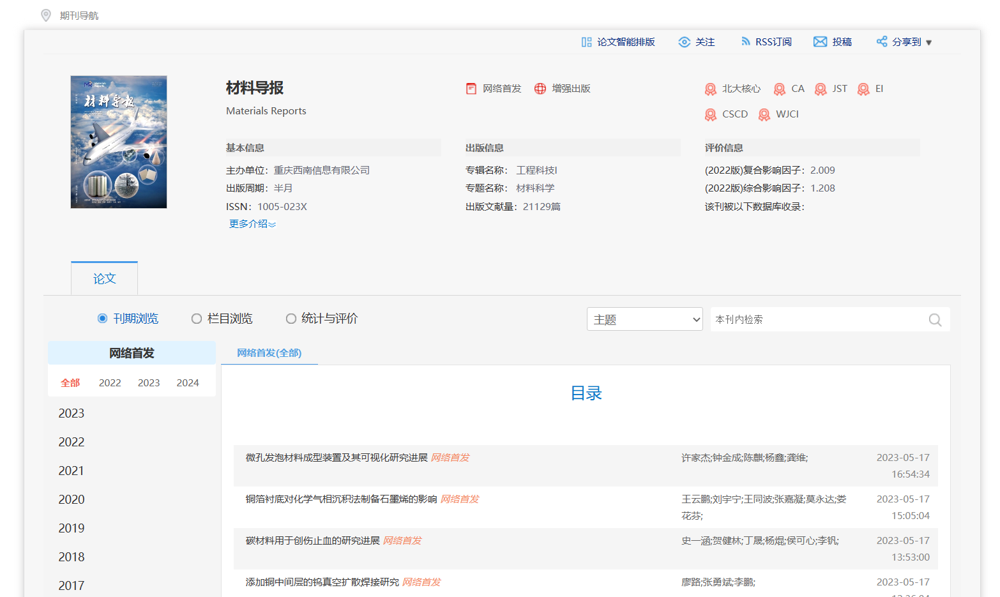 期刊导航
论文智能排版 关注 RSS订阅 投稿 分享到▼
Materials Reports
材料导报
材料导报
Materials Reports
网络首发 增强出版
北大核心 CA JST EI
CSCD WJCI
基本信息
主办单位：重庆西南信息有限公司
出版周期：半月
ISSN：1005-023X
更多介绍
出版信息
专辑名称：工程科技I
专题名称：材料科学
出版文献量：21129篇
评价信息
(2022版)复合影响因子：2.009
(2022版)综合影响因子：1.208
该刊被以下数据库收录：
论文
刊期浏览 栏目浏览 统计与评价
主题 本刊内检索
网络首发
全部 2022 2023 2024
2023
2022
2021
2020
2019
2018
2017
网络首发(全部)
目录
微孔发泡材料成型装置及其可视化研究进展 网络首发 许家杰;钟金成;陈麒;杨鑫;龚维; 2023-05-17
16:54:34
铜箔衬底对化学气相沉积法制备石墨烯的影响 网络首发 王云鹏;刘宇宁;王同波;张嘉凝;莫永达;娄 2023-05-17
花芬; 15:05:04
碳材料用于创伤止血的研究进展 网络首发 史一涵;贺健林;丁晟;杨焜;侯可心;李钒; 2023-05-17
13:53:00
添加铜中间层的钨真空扩散焊接研究 网络首发 廖路;张勇斌;李鹏; 2023-05-17